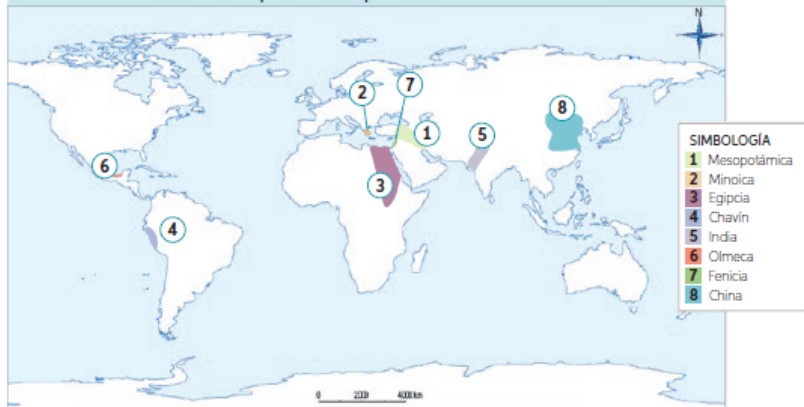 N
2
7
8
1
5
6
3
4
SIMBOLOGÍA
1 Mesopotámica
2 Minoica
3 Egipcia
4 Chavín
5 India
6 Olmeca
7 Fenicia
8 China
0 2000 4000 km